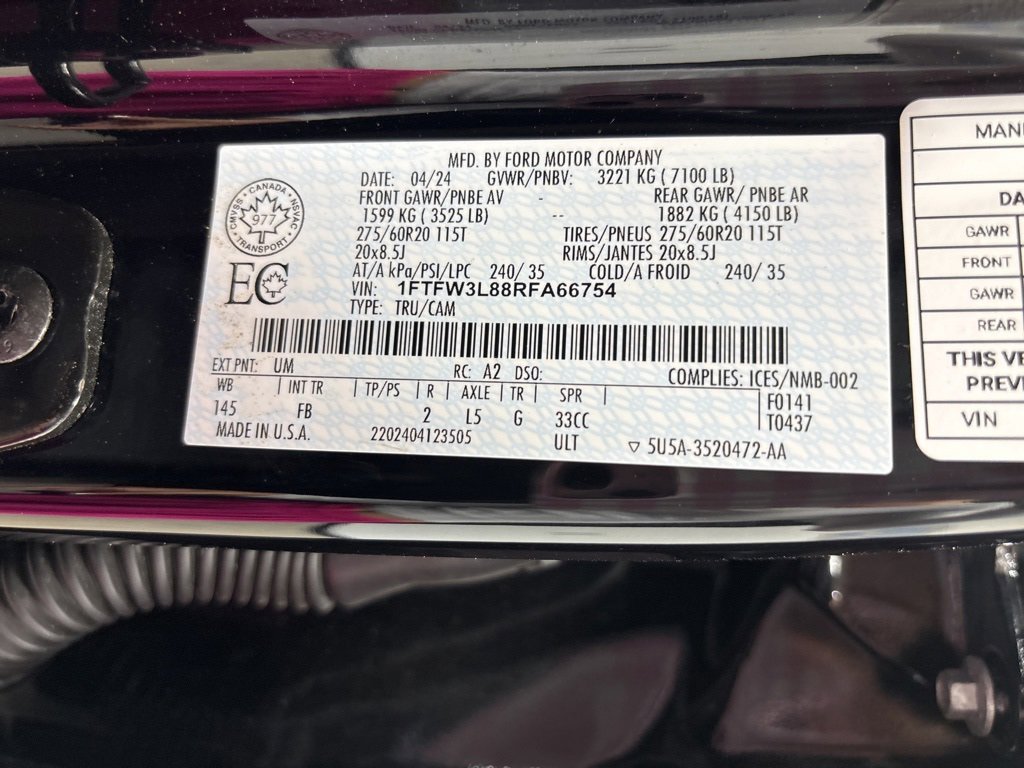 MFD. BY FORD MOTOR COMPANY
DATE: 04/24 GVWR/PNBV: 3221 KG ( 7100 LB)
FRONT GAWR/PNBE AV - REAR GAWR/ PNBE AR
1599 KG ( 3525 LB) -- 1882 KG ( 4150 LB)
275/60R20 115T TIRES/PNEUS 275/60R20 115T
20x8.5J RIMS/JANTES 20x8.5J
AT/A kPa/PSI/LPC 240/ 35 COLD/A FROID 240/ 35
VIN: 1FTFW3L88RFA66754
TYPE: TRU/CAM
CANADA
CMVSS NSVAC
977
TRANSPORT
EC
EXT PNT: UM RC: A2 DSO: COMPLIES: ICES/NMB-002
WB | INT TR | TP/PS | R | AXLE | TR | SPR | F0141
145 FB 2 L5 G 33CC T0437
MADE IN U.S.A. 2202404123505 ULT ▽ 5U5A-3520472-AA
GAWR
FRONT
GAWR
REAR
THIS
VIN